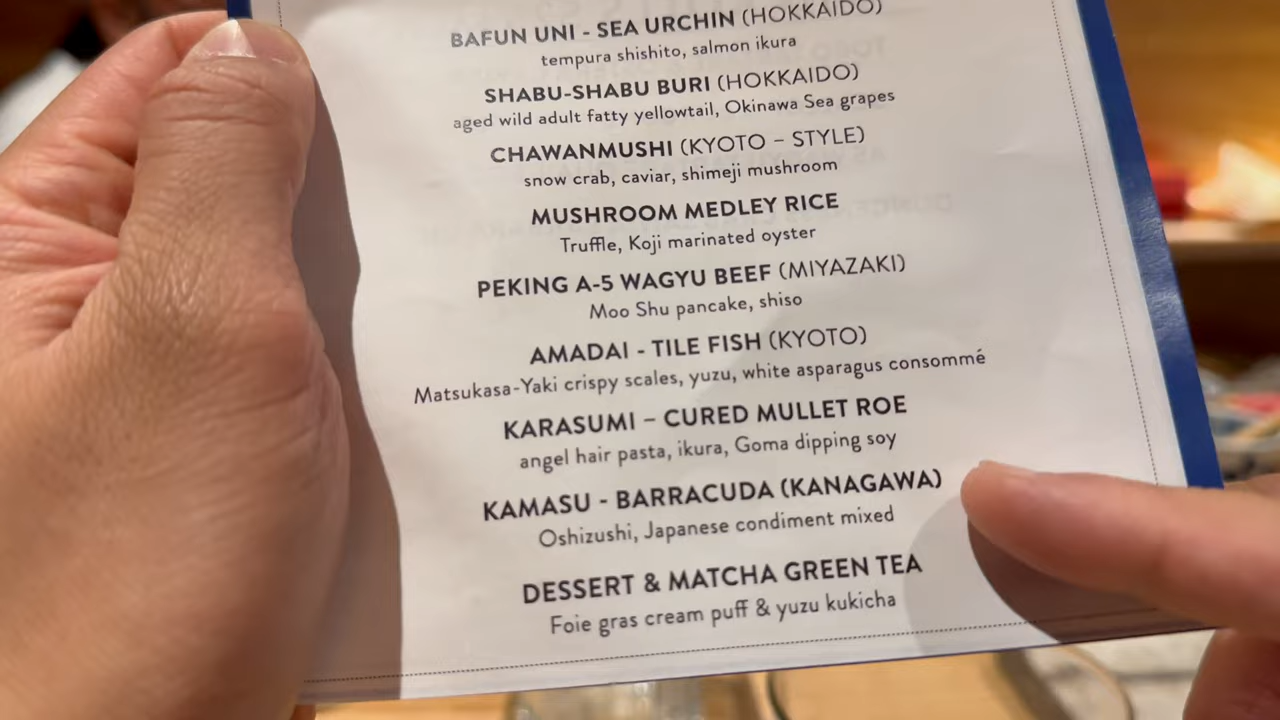 BAFUN UNI - SEA URCHIN (HOKKAIDO)
tempura shishito, salmon ikura
SHABU-SHABU BURI (HOKKAIDO)
aged wild adult fatty yellowtail, Okinawa Sea grapes
CHAWANMUSHI (KYOTO – STYLE)
snow crab, caviar, shimeji mushroom
MUSHROOM MEDLEY RICE
Truffle, Koji marinated oyster
PEKING A-5 WAGYU BEEF (MIYAZAKI)
Moo Shu pancake, shiso
AMADAI - TILE FISH (KYOTO)
Matsukasa-Yaki crispy scales, yuzu, white asparagus consommé
KARASUMI – CURED MULLET ROE
angel hair pasta, ikura, Goma dipping soy
KAMASU - BARRACUDA (KANAGAWA)
Oshizushi, Japanese condiment mixed
DESSERT & MATCHA GREEN TEA
Foie gras cream puff & yuzu kukicha